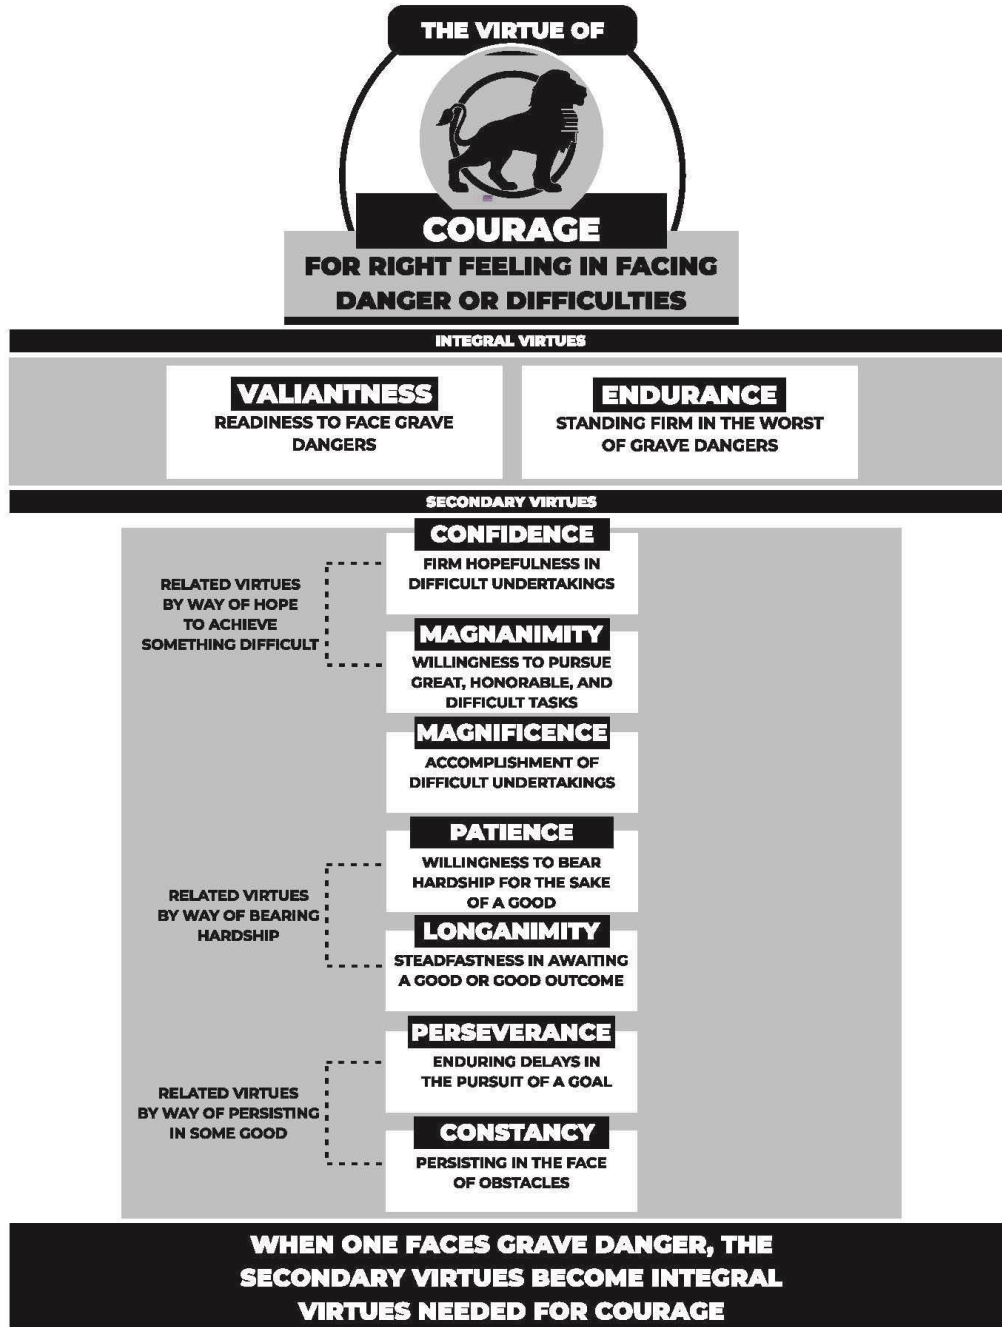 THE VIRTUE OF
COURAGE
FOR RIGHT FEELING IN FACING
DANGER OR DIFFICULTIES
INTEGRAL VIRTUES
VALIANTNESS
READINESS TO FACE GRAVE
DANGERS
ENDURANCE
STANDING FIRM IN THE WORST
OF GRAVE DANGERS
SECONDARY VIRTUES
RELATED VIRTUES
BY WAY OF HOPE
TO ACHIEVE
SOMETHING DIFFICULT
CONFIDENCE
FIRM HOPEFULNESS IN
DIFFICULT UNDERTAKINGS
MAGNANIMITY
WILLINGNESS TO PURSUE
GREAT, HONORABLE, AND
DIFFICULT TASKS
MAGNIFICENCE
ACCOMPLISHMENT OF
DIFFICULT UNDERTAKINGS
RELATED VIRTUES
BY WAY OF BEARING
HARDSHIP
PATIENCE
WILLINGNESS TO BEAR
HARDSHIP FOR THE SAKE
OF A GOOD
LONGANIMITY
STEADFASTNESS IN AWAITING
A GOOD OR GOOD OUTCOME
RELATED VIRTUES
BY WAY OF PERSISTING
IN SOME GOOD
PERSEVERANCE
ENDURING DELAYS IN
THE PURSUIT OF A GOAL
CONSTANCY
PERSISTING IN THE FACE
OF OBSTACLES
WHEN ONE FACES GRAVE DANGER, THE
SECONDARY VIRTUES BECOME INTEGRAL
VIRTUES NEEDED FOR COURAGE